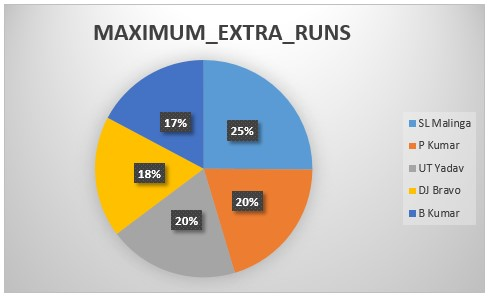 MAXIMUM_EXTRA_RUNS
17%
25%
18%
20%
20%
SL Malinga
P Kumar
UT Yadav
DJ Bravo
B Kumar